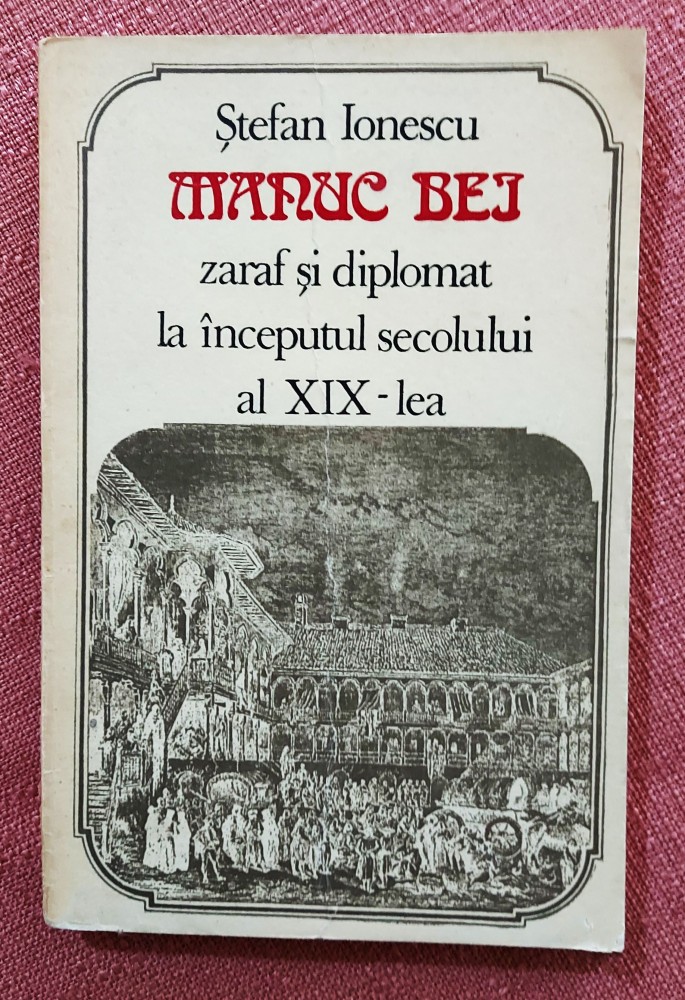 Ștefan Ionescu
MANUC BEI
zaraf și diplomat
la începutul secolului
al XIX-lea